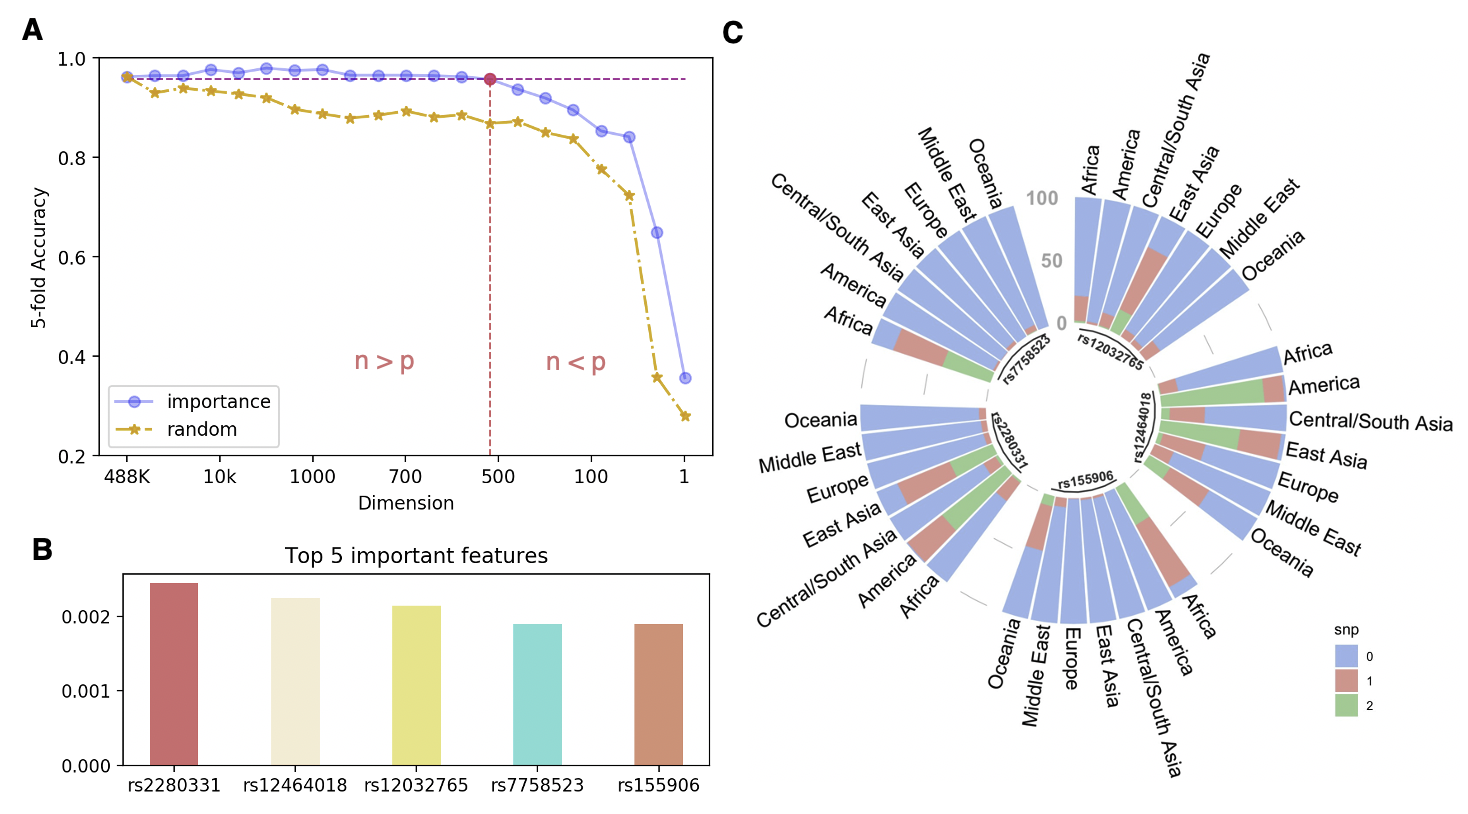 A
1.0
0.8
0.6
0.4
0.2
5-fold Accuracy
n > p
n < p
importance
random
488K
10k
1000
700
500
100
1
Dimension
B
Top 5 important features
0.002
0.001
0.000
rs2280331
rs12464018
rs12032765
rs7758523
rs155906
C
100
50
0
Africa
America
Central/South Asia
East Asia
Europe
Middle East
Oceania
rs12032765
Africa
America
Central/South Asia
East Asia
Europe
Middle East
Oceania
rs12464018
Africa
America
Central/South Asia
East Asia
Europe
Middle East
Oceania
rs155906
Africa
America
Central/South Asia
East Asia
Europe
Middle East
Oceania
rs2280331
Africa
America
Central/South Asia
East Asia
Europe
Middle East
Oceania
rs7758523
snp
0
1
2